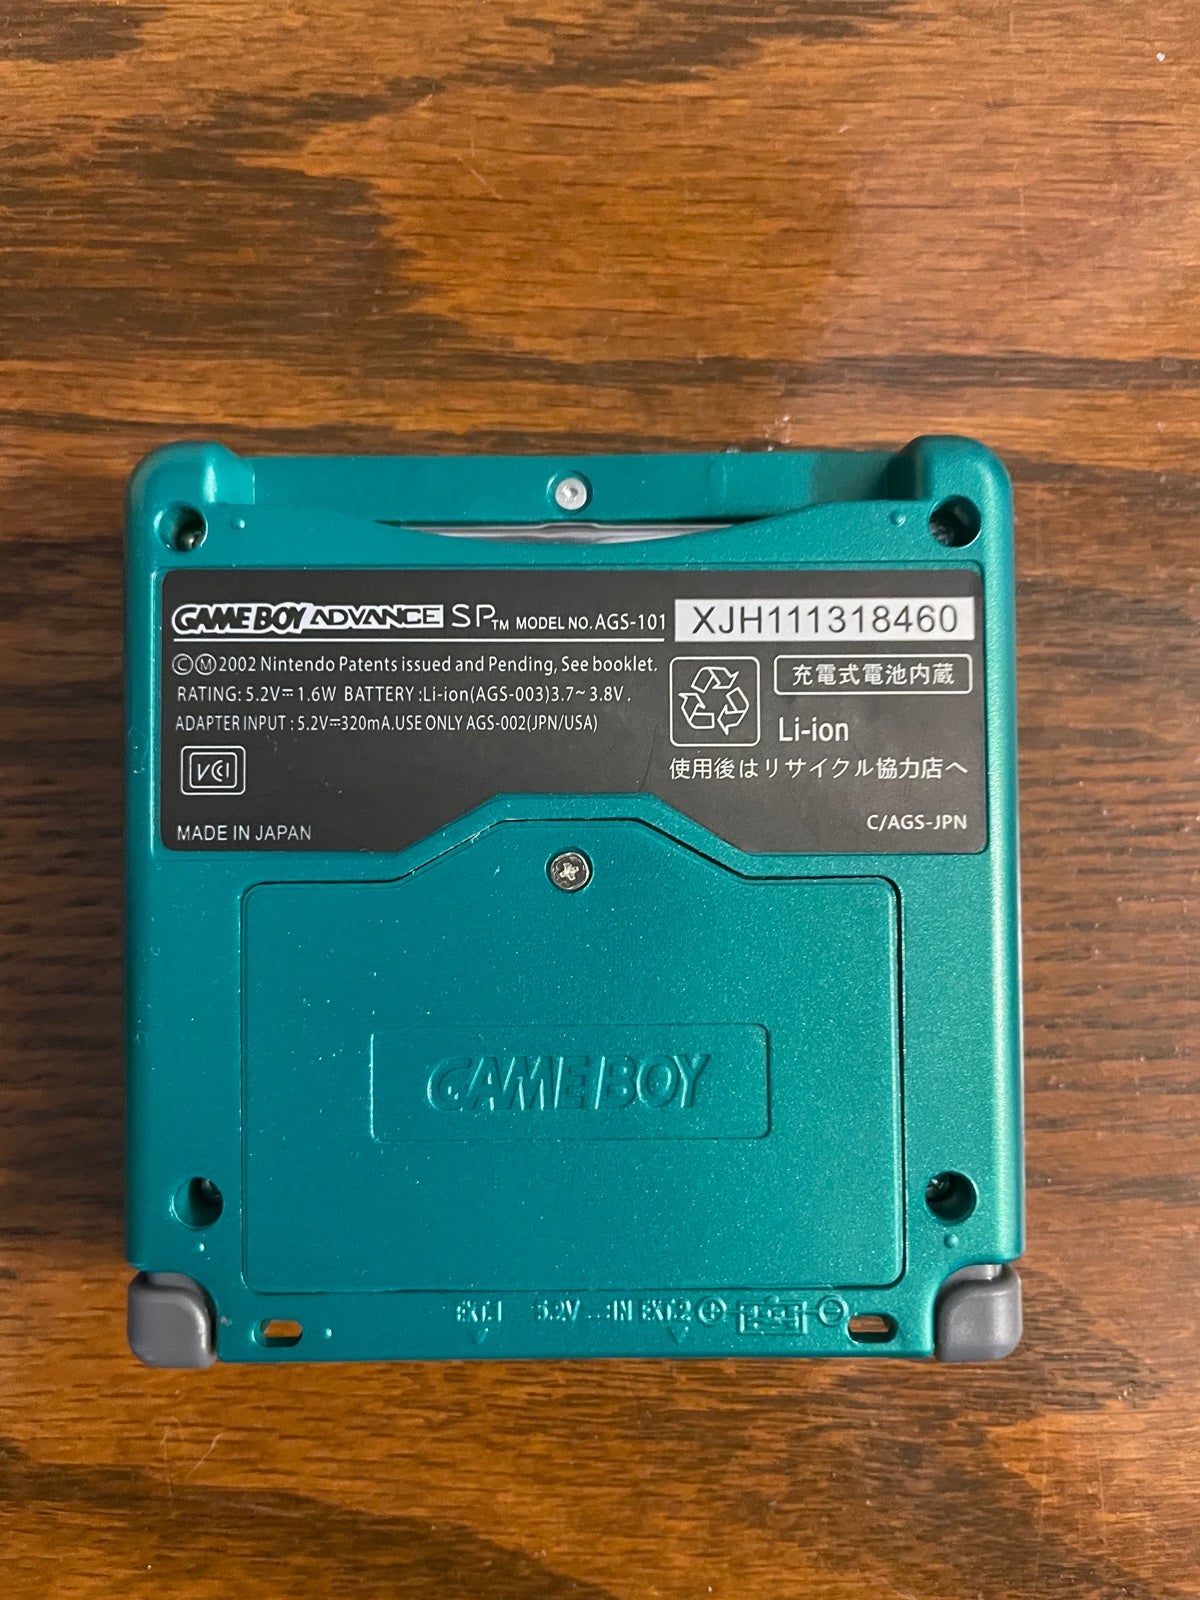 GAME BOY ADVANCE SP TM MODEL NO. AGS-101
XJH111318460
©Ⓜ2002 Nintendo Patents issued and Pending, See booklet.
RATING: 5.2V⎓ 1.6W BATTERY :Li-ion(AGS-003)3.7~ 3.8V.
ADAPTER INPUT : 5.2V⎓320mA. USE ONLY AGS-002(JPN/USA)
VCI
MADE IN JAPAN
充電式電池内蔵
Li-ion
使用後はリサイクル協力店へ
C/AGS-JPN
GAME BOY
EXT.1 5.2V ⎓IN EXT.2